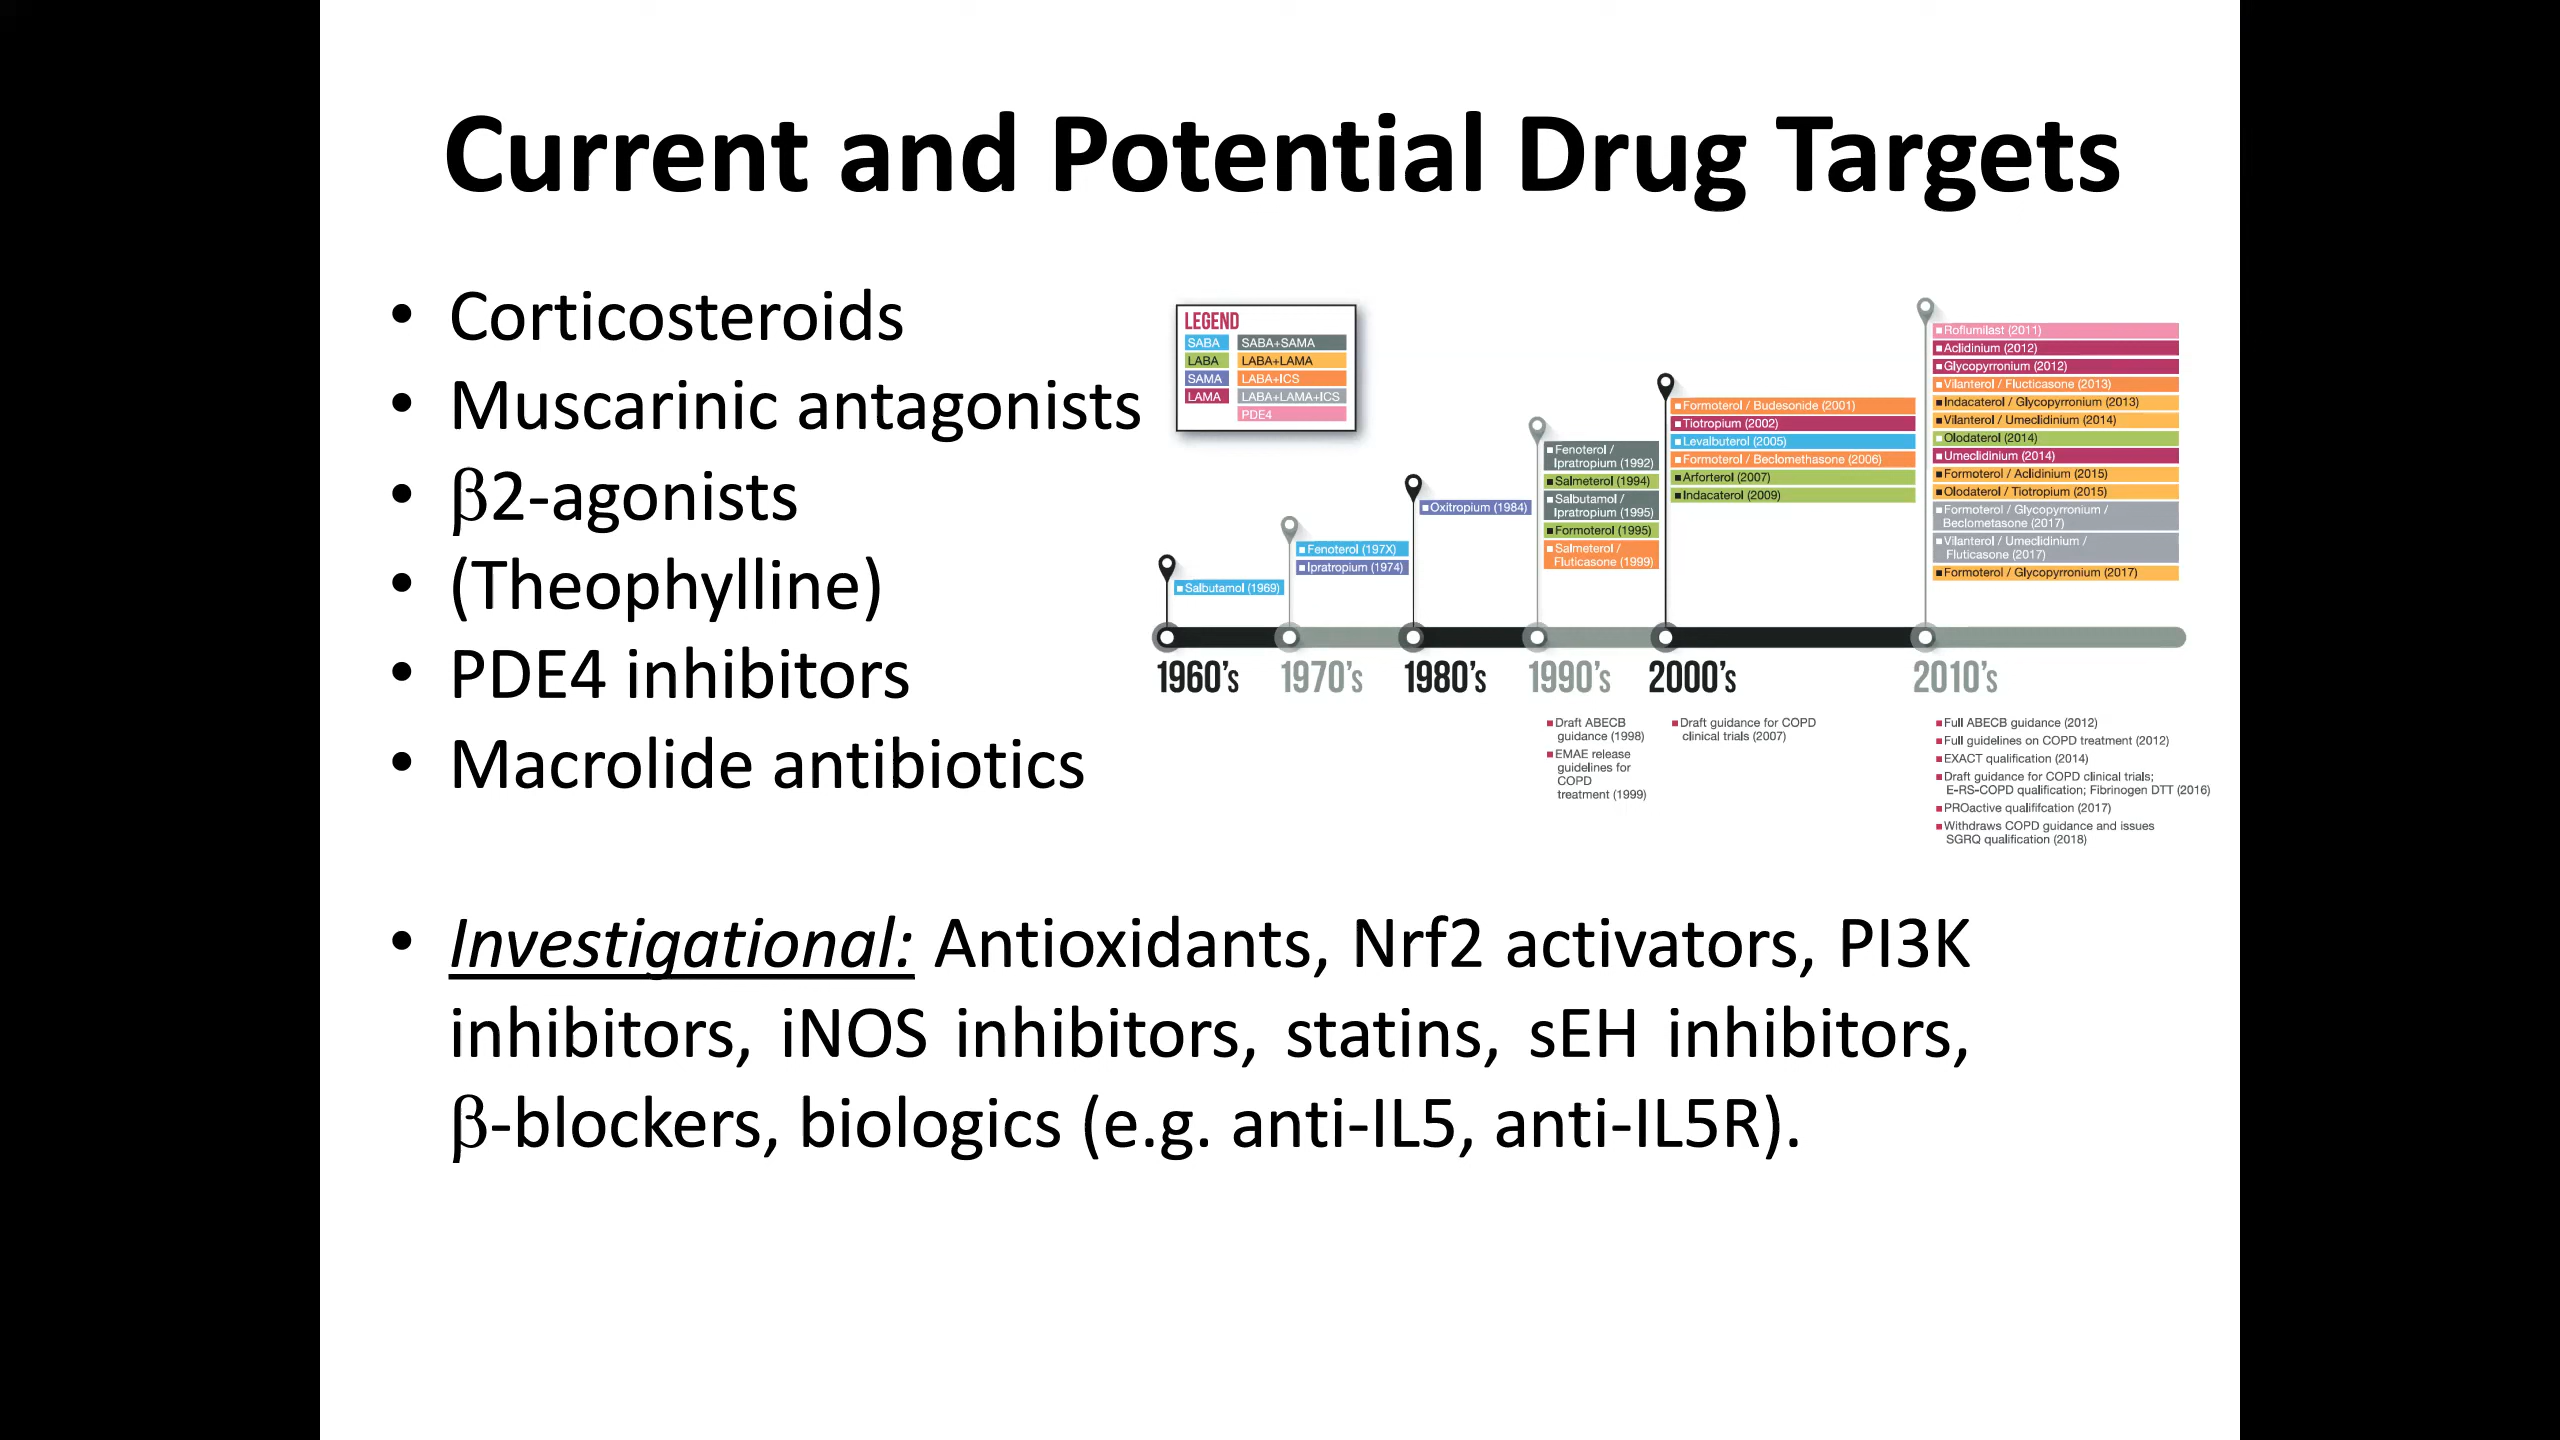 Current and Potential Drug Targets
• Corticosteroids
• Muscarinic antagonists
• β2-agonists
• (Theophylline)
• PDE4 inhibitors
• Macrolide antibiotics
LEGEND
SABA
LABA
SAMA
LAMA
SABA+SAMA
LABA+LAMA
LABA+ICS
LABA+LAMA+ICS
PDE4
Salbutamol (1969)
Fenoterol (197X)
Ipratropium (1974)
Oxitropium (1984)
Fenoterol /
Ipratropium (1992)
Salmeterol (1994)
Salbutamol /
Ipratropium (1995)
Formoterol (1995)
Salmeterol /
Fluticasone (1999)
Formoterol / Budesonide (2001)
Tiotropium (2002)
Levalbuterol (2005)
Formoterol / Beclomethasone (2006)
Arforterol (2007)
Indacaterol (2009)
Roflumilast (2011)
Aclidinium (2012)
Glycopyrronium (2012)
Vilanterol / Flucticasone (2013)
Indacaterol / Glycopyrronium (2013)
Vilanterol / Umeclidinium (2014)
Olodaterol (2014)
Umeclidinium (2014)
Formoterol / Aclidinium (2015)
Olodaterol / Tiotropium (2015)
Formoterol / Glycopyrronium /
Beclometasone (2017)
Vilanterol / Umeclidinium /
Fluticasone (2017)
Formoterol / Glycopyrronium (2017)
1960's 1970's 1980's 1990's 2000's 2010's
Draft ABECB
guidance (1998)
EMAE release
guidelines for
COPD
treatment (1999)
Draft guidance for COPD
clinical trials (2007)
Full ABECB guidance (2012)
Full guidelines on COPD treatment (2012)
EXACT qualification (2014)
Draft guidance for COPD clinical trials;
E-RS-COPD qualification; Fibrinogen DTT (2016)
PROactive qualififcation (2017)
Withdraws COPD guidance and issues
SGRQ qualification (2018)
• Investigational: Antioxidants, Nrf2 activators, PI3K
inhibitors, iNOS inhibitors, statins, sEH inhibitors,
β-blockers, biologics (e.g. anti-IL5, anti-IL5R).